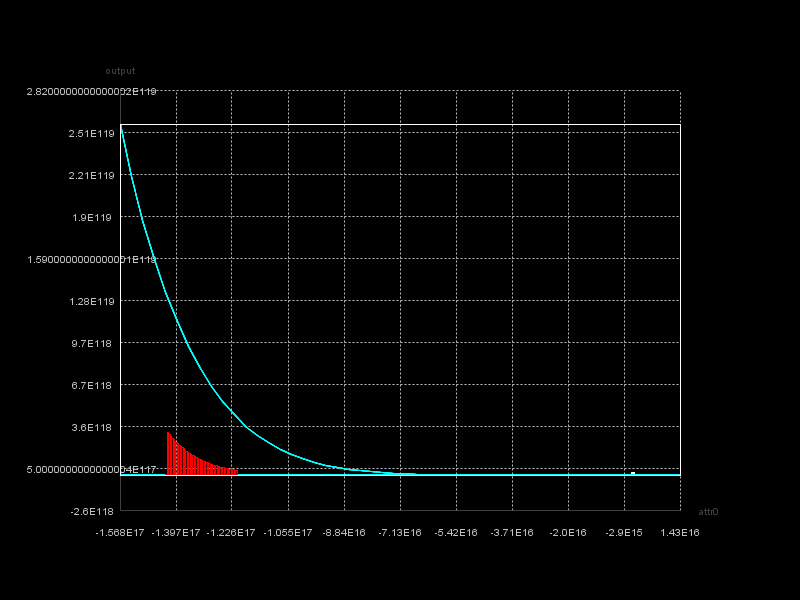 output
2.8200000000000002E119
2.51E119
2.21E119
1.9E119
1.5900000000000001E119
1.28E119
9.7E118
6.7E118
3.6E118
5.0000000000000004E117
-2.6E118
attr0
-1.568E17 -1.397E17 -1.226E17 -1.055E17 -8.84E16 -7.13E16 -5.42E16 -3.71E16 -2.0E16 -2.9E15 1.43E16